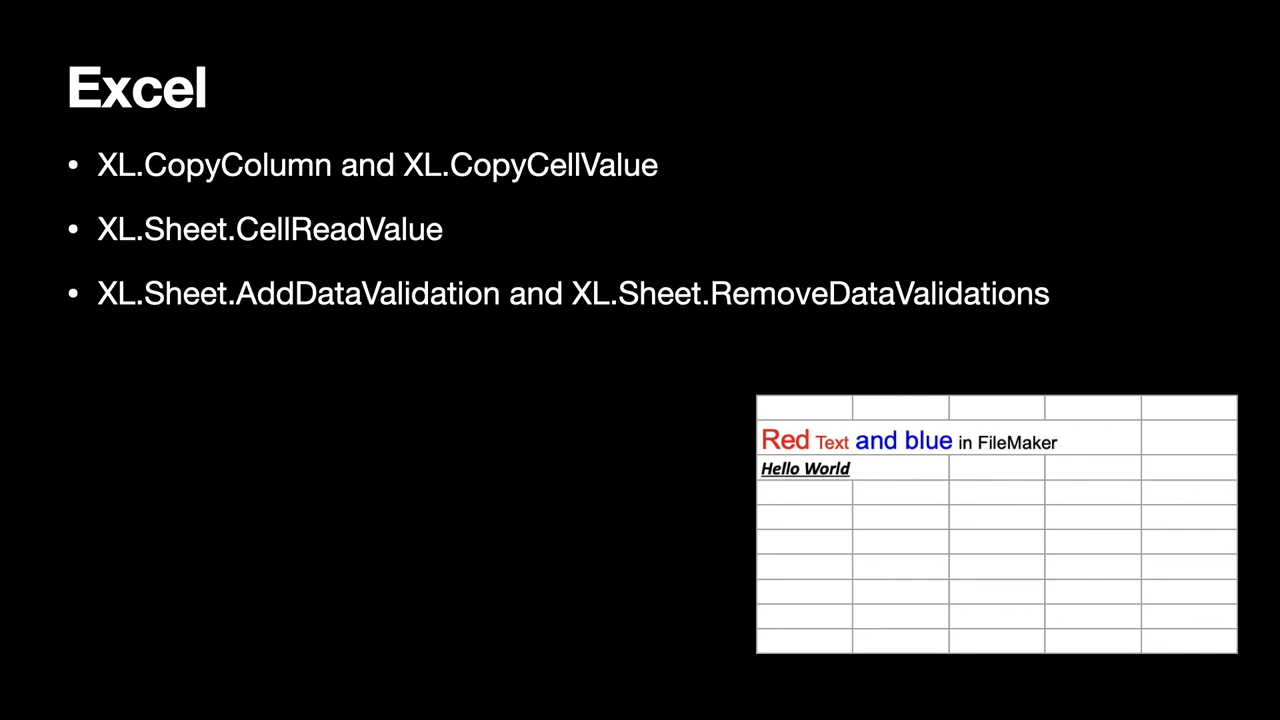 Excel
• XL.CopyColumn and XL.CopyCellValue
• XL.Sheet.CellReadValue
• XL.Sheet.AddDataValidation and XL.Sheet.RemoveDataValidations
Red Text and blue in FileMaker
Hello World